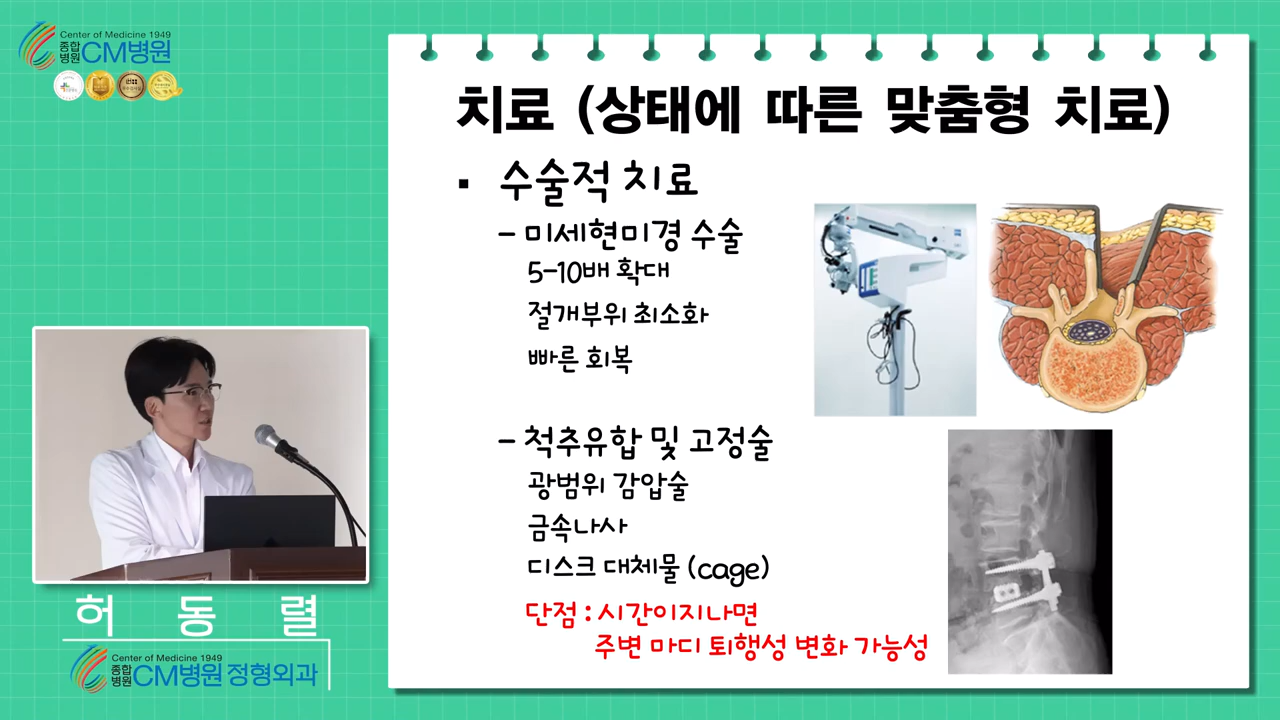 Center of Medicine 1949
종합병원 CM병원
치료 (상태에 따른 맞춤형 치료)
▪ 수술적 치료
- 미세현미경 수술
5-10배 확대
절개부위 최소화
빠른 회복
- 척추유합 및 고정술
광범위 감압술
금속나사
디스크 대체물 (cage)
단점 : 시간이지나면
주변 마디 퇴행성 변화 가능성
허 동 렬
Center of Medicine 1949
종합병원 CM병원 정형외과